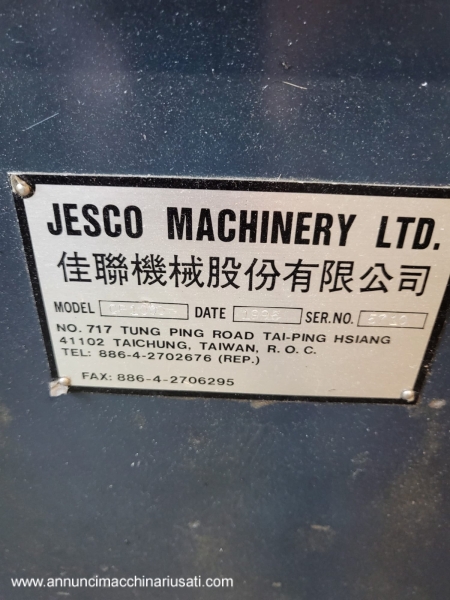 JESCO MACHINERY LTD.
佳聯機械股份有限公司
MODEL DATE SER.NO.
NO. 717 TUNG PING ROAD TAI-PING HSIANG
41102 TAICHUNG, TAIWAN, R. O. C.
TEL: 886-4-2702676 (REP.)
FAX: 886-4-2706295
www.annuncimacchinariusati.com